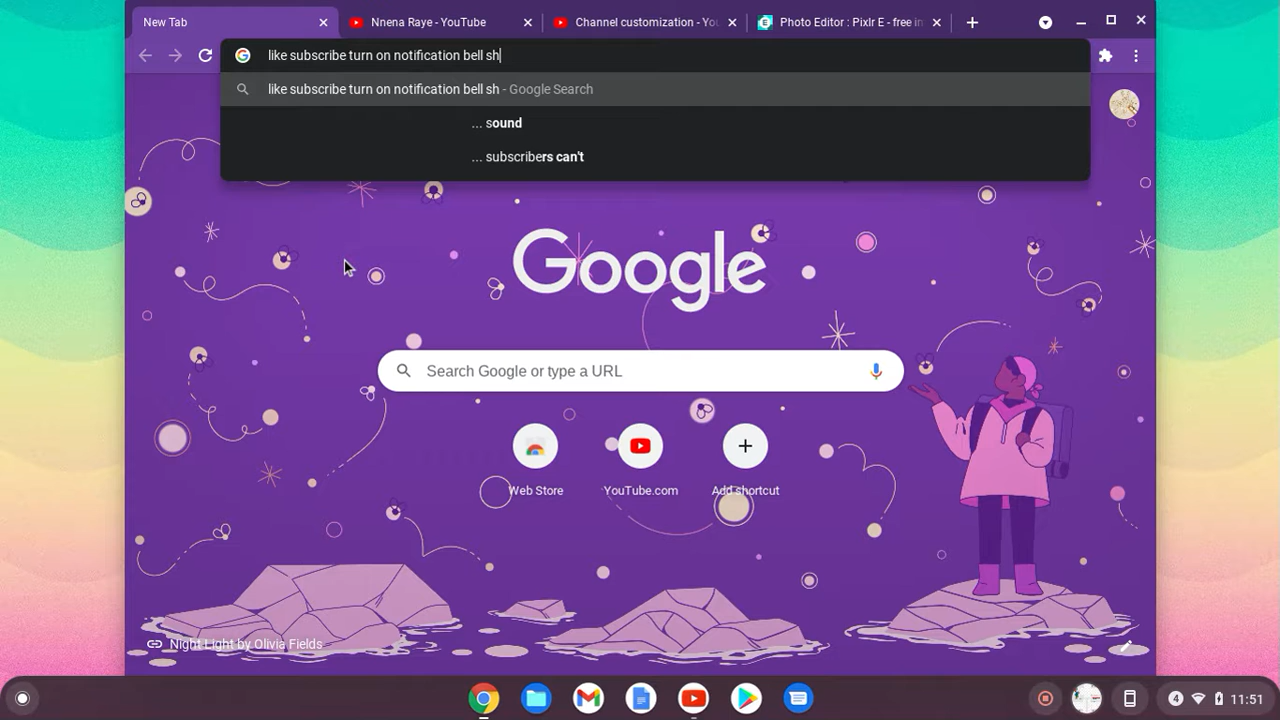 New Tab
Nnena Raye - YouTube
Channel customization - You
Photo Editor : Pixlr E - free in
like subscribe turn on notification bell sh
like subscribe turn on notification bell sh - Google Search
... sound
... subscribers can't
Google
Search Google or type a URL
Web Store
YouTube.com
Add shortcut
Night Light by Olivia Fields
4
11:51